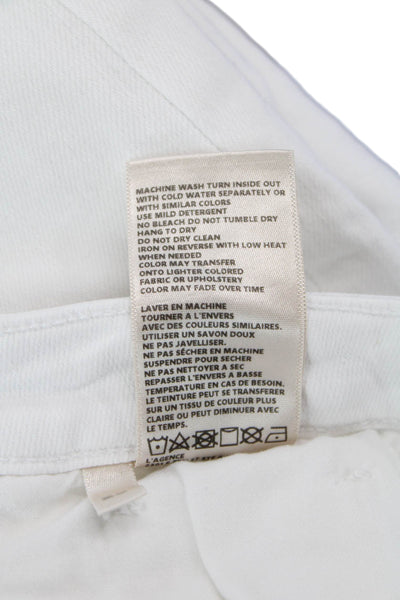 MACHINE WASH TURN INSIDE OUT
WITH COLD WATER SEPARATELY OR
WITH SIMILAR COLORS
USE MILD DETERGENT
NO BLEACH DO NOT TUMBLE DRY
HANG TO DRY
DO NOT DRY CLEAN
IRON ON REVERSE WITH LOW HEAT
WHEN NEEDED
COLOR MAY TRANSFER
ONTO LIGHTER COLORED
FABRIC OR UPHOLSTERY
COLOR MAY FADE OVER TIME
LAVER EN MACHINE
TOURNER A L'ENVERS
AVEC DES COULEURS SIMILAIRES.
UTILISER UN SAVON DOUX
NE PAS JAVELLISER.
NE PAS SÉCHER EN MACHINE
SUSPENDRE POUR SECHER
NE PAS NETTOYER A SEC
REPASSER L'ENVERS A BASSE
TEMPERATURE EN CAS DE BESOIN.
LE TEINTURE PEUT SE TRANSFERER
SUR UN TISSU DE COULEUR PLUS
CLAIRE OU PEUT DIMINUER AVEC
LE TEMPS.
L'AGENCE